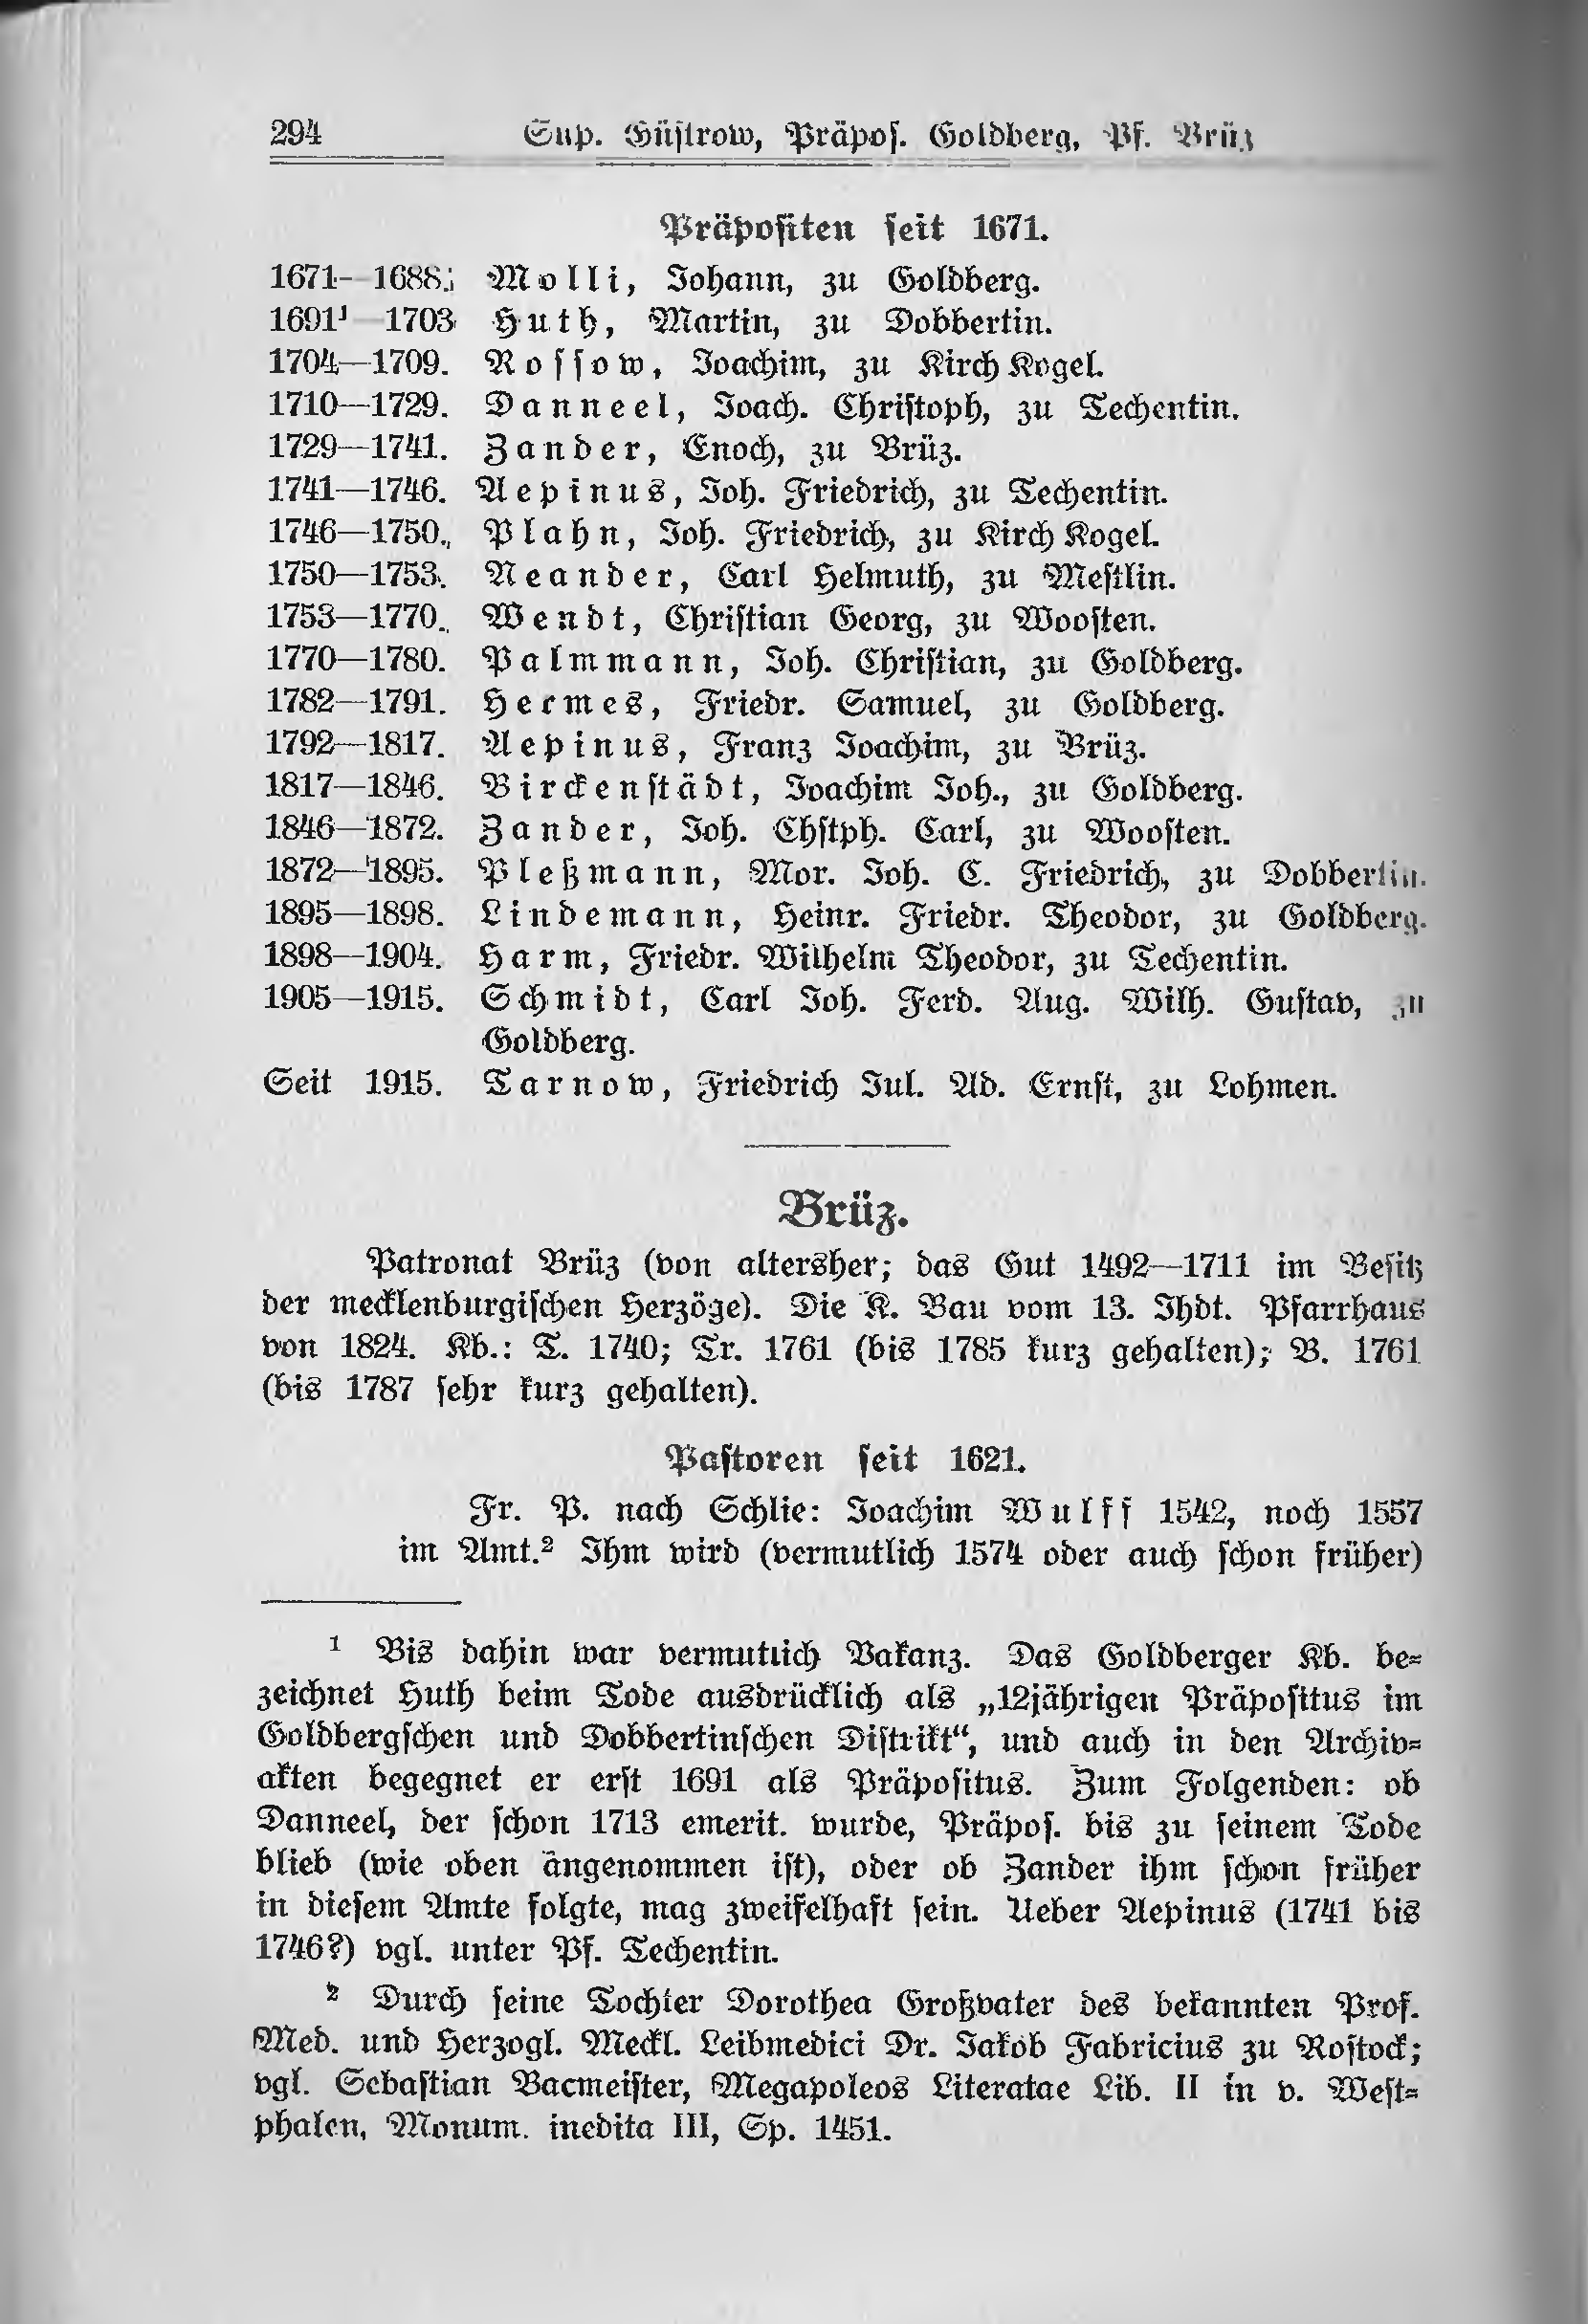 294 Sup. Güstrow, Präpos. Goldberg, Pf. Brüz
Präpositen seit 1671.
1671—1688. Molli, Johann, zu Goldberg.
1691¹—1703 Huth, Martin, zu Dobbertin.
1704—1709. Rossow, Joachim, zu Kirch Kogel.
1710—1729. Danneel, Joach. Christoph, zu Techentin.
1729—1741. Zander, Enoch, zu Brüz.
1741—1746. Aepinus, Joh. Friedrich, zu Techentin.
1746—1750. Plahn, Joh. Friedrich, zu Kirch Kogel.
1750—1753. Neander, Carl Helmuth, zu Mestlin.
1753—1770. Wendt, Christian Georg, zu Woosten.
1770—1780. Palmmann, Joh. Christian, zu Goldberg.
1782—1791. Hermes, Friedr. Samuel, zu Goldberg.
1792—1817. Aepinus, Franz Joachim, zu Brüz.
1817—1846. Birckenstädt, Joachim Joh., zu Goldberg.
1846—1872. Zander, Joh. Chstph. Carl, zu Woosten.
1872—1895. Pleßmann, Mor. Joh. C. Friedrich, zu Dobbertin.
1895—1898. Lindemann, Heinr. Friedr. Theodor, zu Goldberg.
1898—1904. Harm, Friedr. Wilhelm Theodor, zu Techentin.
1905—1915. Schmidt, Carl Joh. Ferd. Aug. Wilh. Gustav, zu
Goldberg.
Seit 1915. Tarnow, Friedrich Jul. Ad. Ernst, zu Lohmen.
Brüz.
Patronat Brüz (von altersher; das Gut 1492—1711 im Besitz
der mecklenburgischen Herzöge). Die K. Bau vom 13. Jhdt. Pfarrhaus
von 1824. Kb.: T. 1740; Tr. 1761 (bis 1785 kurz gehalten); B. 1761
(bis 1787 sehr kurz gehalten).
Pastoren seit 1621.
Fr. P. nach Schlie: Joachim Wulff 1542, noch 1557
im Amt.² Ihm wird (vermutlich 1574 oder auch schon früher)
¹ Bis dahin war vermutlich Vakanz. Das Goldberger Kb. be-
zeichnet Huth beim Tode ausdrücklich als „12jährigen Präpositus im
Goldbergschen und Dobbertinschen Distrikt“, und auch in den Archiv-
akten begegnet er erst 1691 als Präpositus. Zum Folgenden: ob
Danneel, der schon 1713 emerit. wurde, Präpos. bis zu seinem Tode
blieb (wie oben angenommen ist), oder ob Zander ihm schon früher
in diesem Amte folgte, mag zweifelhaft sein. Ueber Aepinus (1741 bis
1746?) vgl. unter Pf. Techentin.
² Durch seine Tochter Dorothea Großvater des bekannten Prof.
Med. und Herzogl. Meckl. Leibmedici Dr. Jakob Fabricius zu Rostock;
vgl. Sebastian Bacmeister, Megapoleos Literatae Lib. II in v. West-
phalen, Monum. inedita III, Sp. 1451.